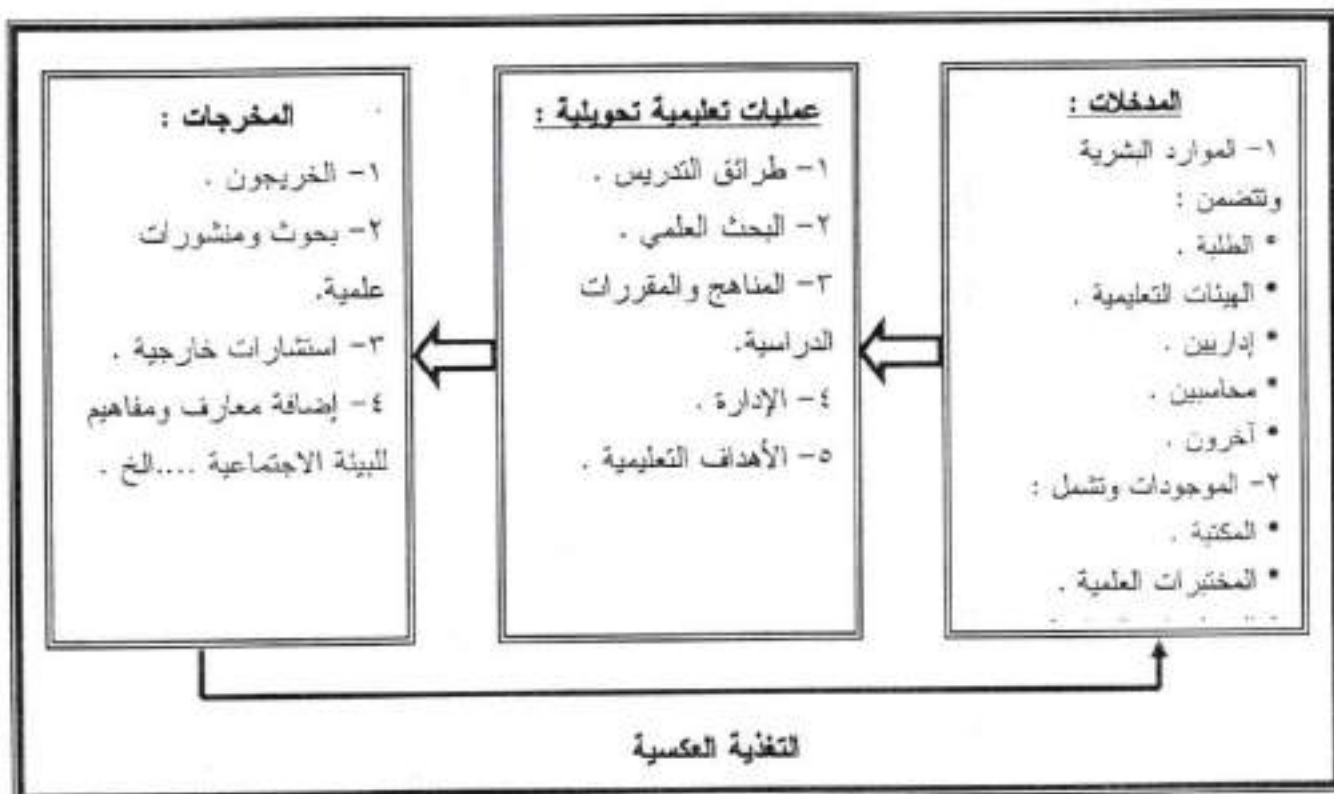 المدخلات :
١- الموارد البشرية
وتتضمن :
• الطلبة .
• الهيئات التعليمية .
• إداريين .
• محاسبين .
• آخرون .
٢- الموجودات وتشمل :
• المكتبة .
• المختبرات العلمية .
عمليات تعليمية تحويلية :
١- طرائق التدريس .
٢- البحث العلمي .
٣- المناهج والمقررات
الدراسية.
٤- الإدارة .
٥- الأهداف التعليمية .
المخرجات :
١- الخريجون .
٢- بحوث ومنشورات
علمية.
٣- استشارات خارجية .
٤- إضافة معارف ومفاهيم
للبيئة الاجتماعية ....الخ .
التغذية العكسية